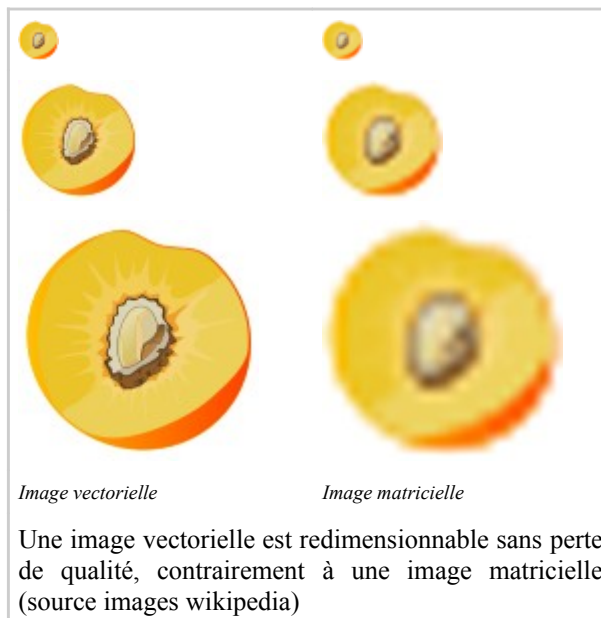 Image vectorielle
Image matricielle
Une image vectorielle est redimensionnable sans perte
de qualité, contrairement à une image matricielle
(source images wikipedia)